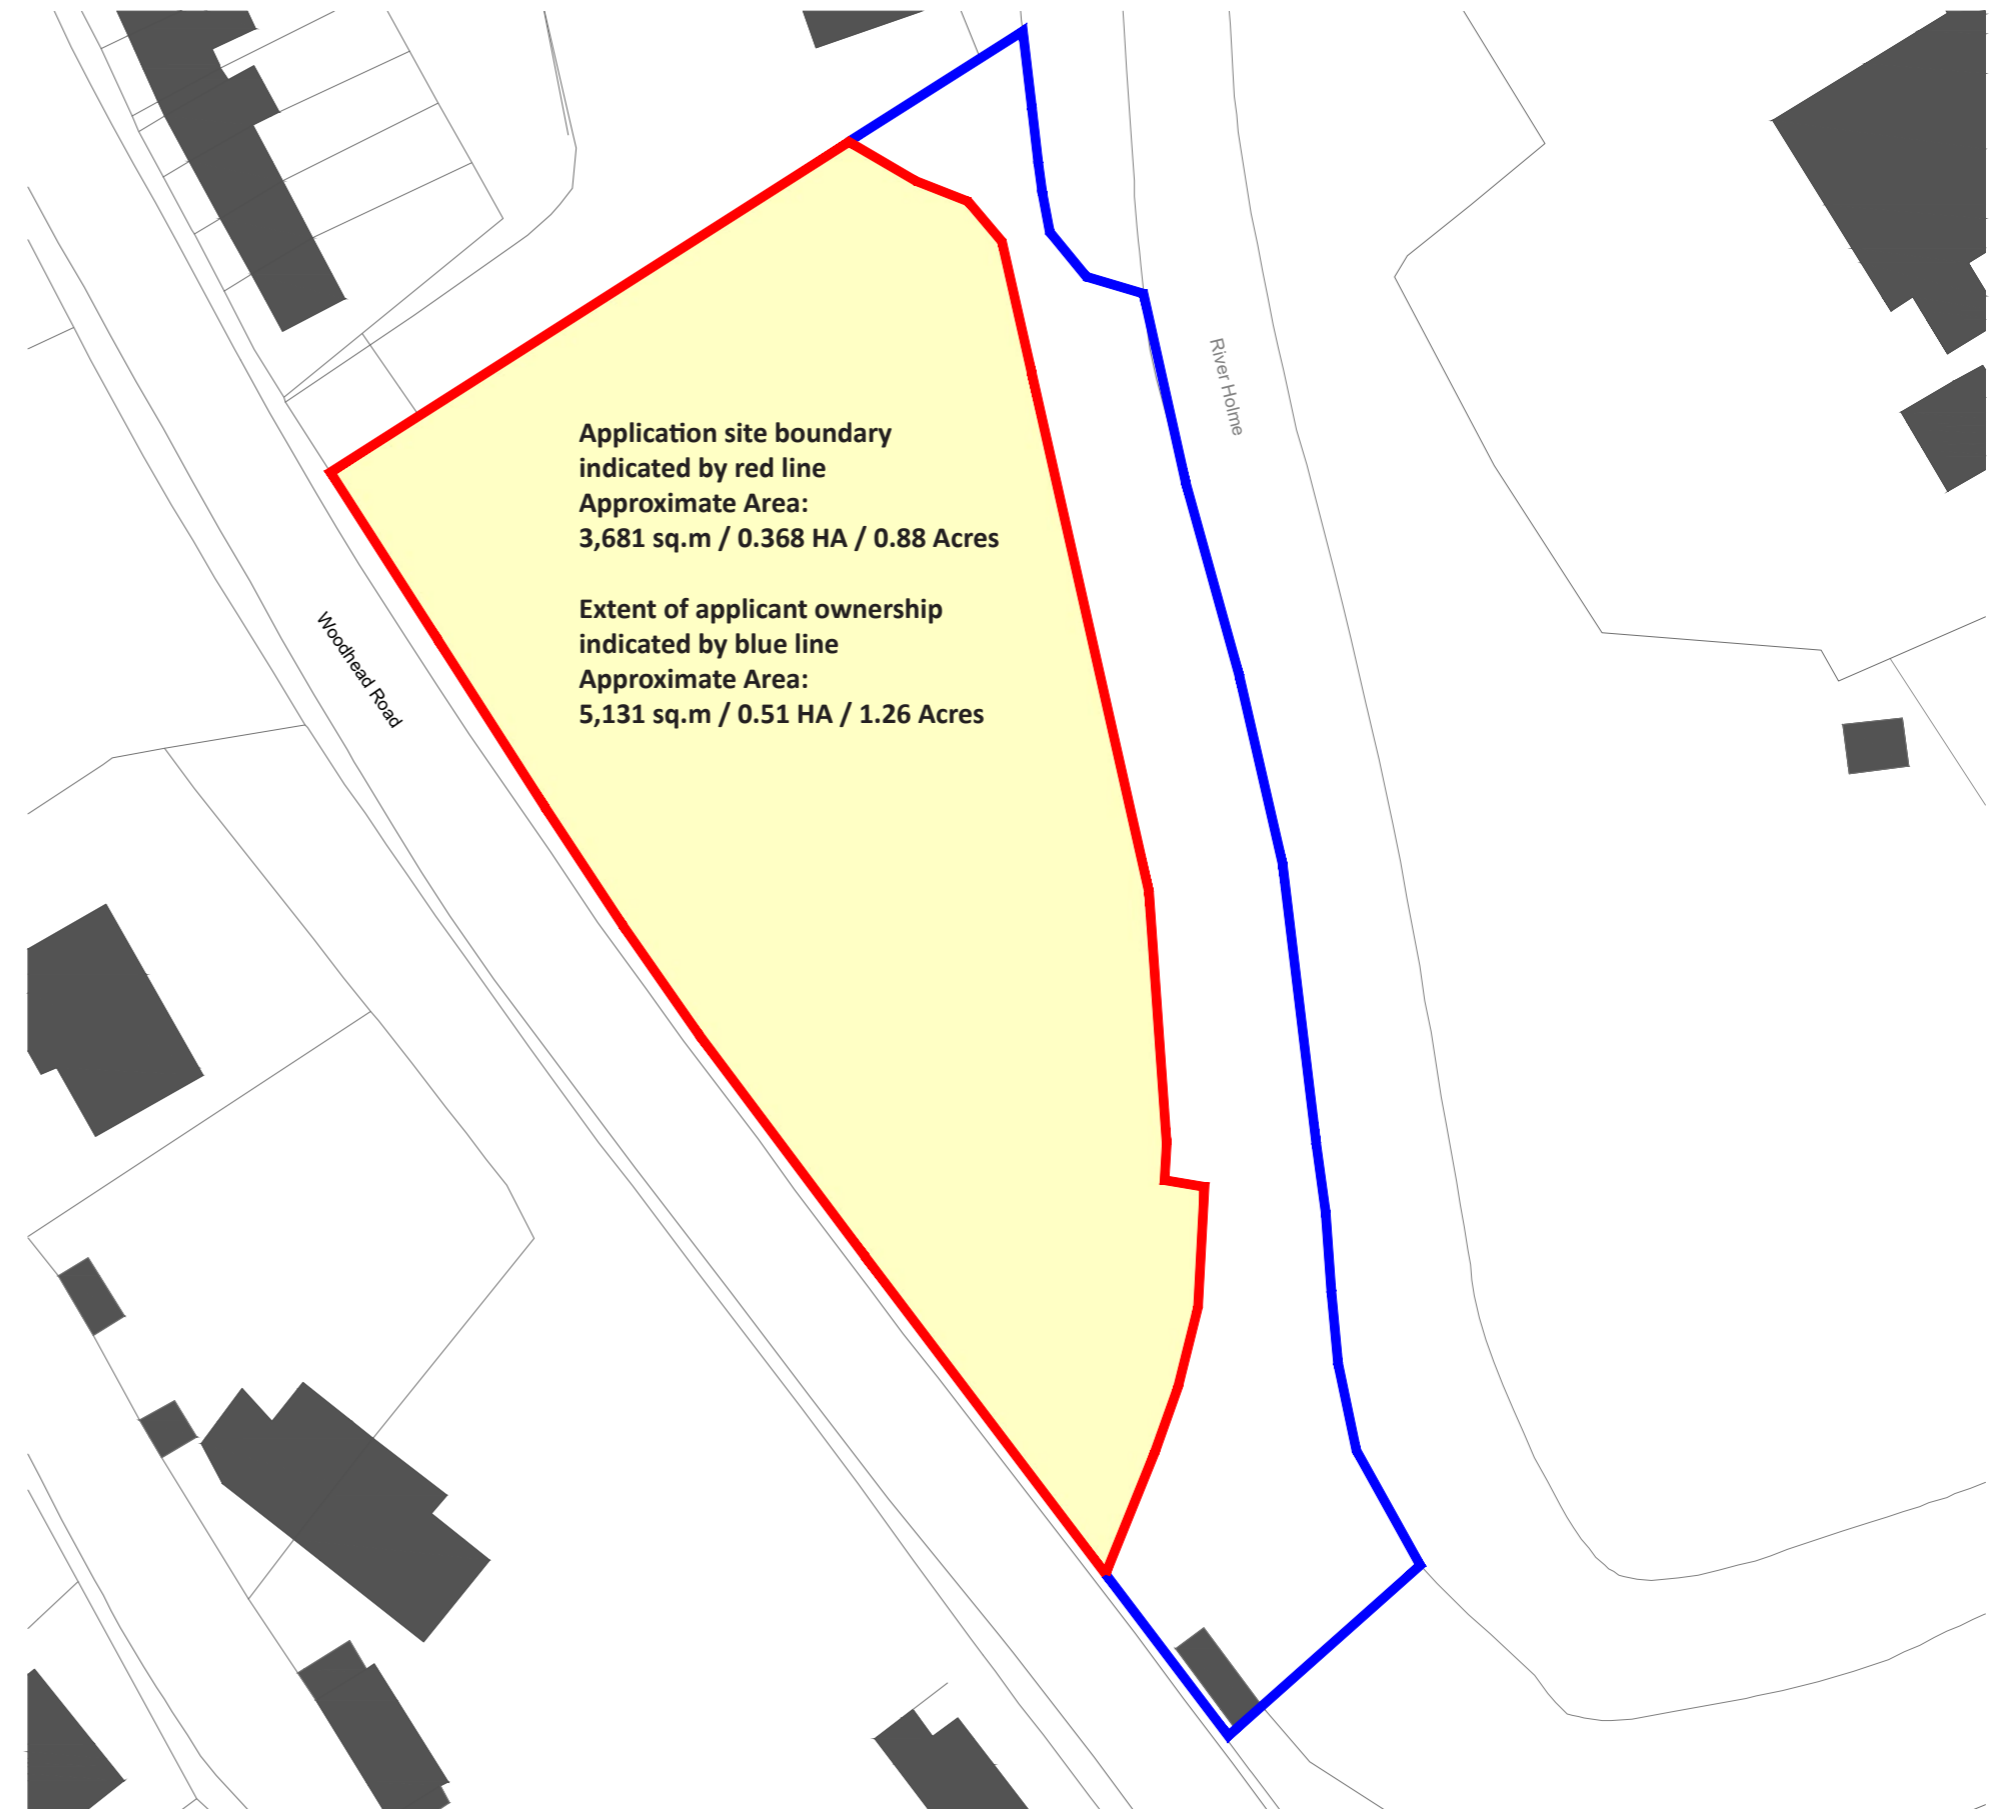 River Holme
Application site boundary
indicated by red line
Approximate Area:
3,681 sq.m / 0.368 HA / 0.88 Acres
Extent of applicant ownership
indicated by blue line
Approximate Area:
5,131 sq.m / 0.51 HA / 1.26 Acres
Woodhead Road